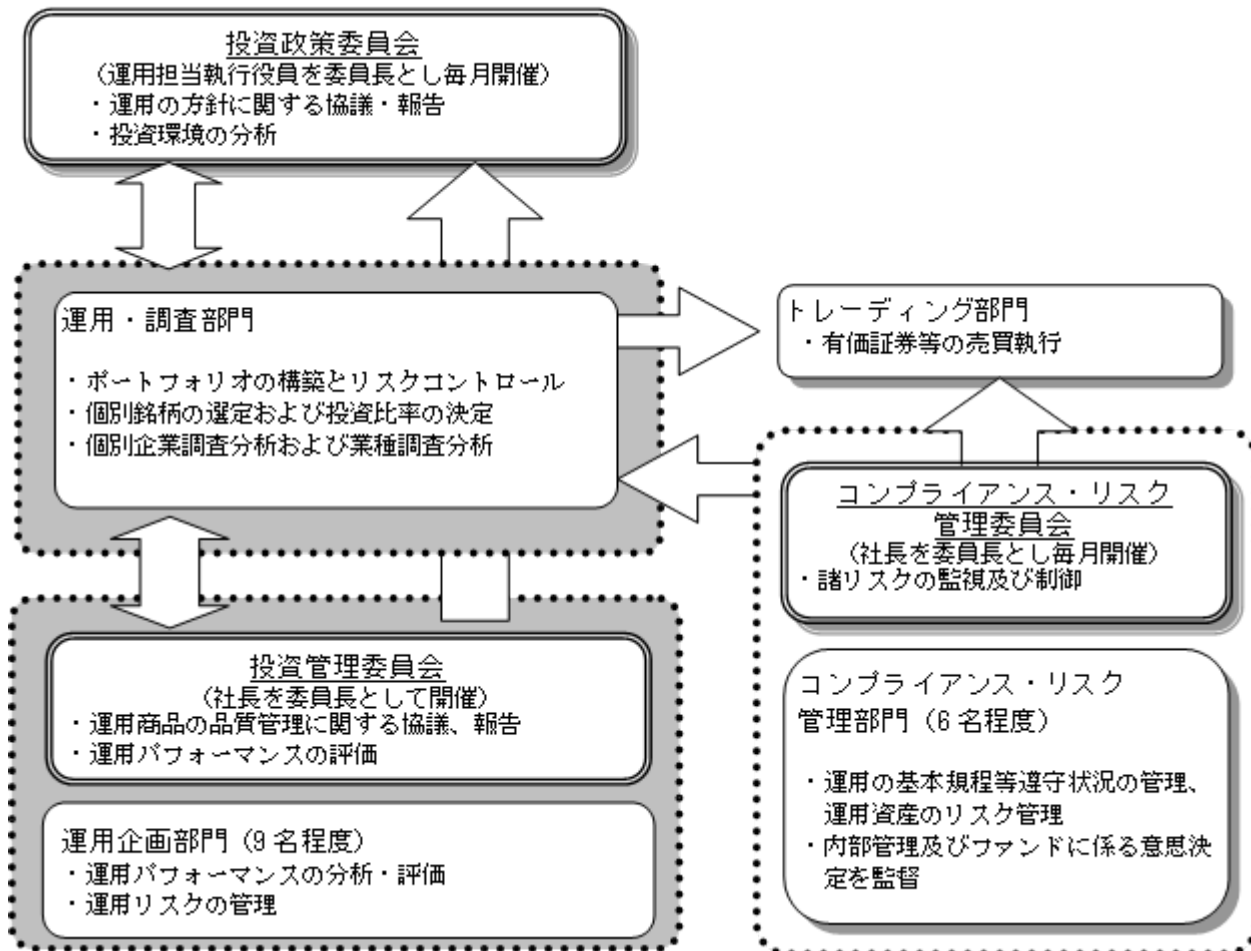 投資政策委員会
（運用担当執行役員を委員長とし毎月開催）
・運用の方針に関する協議・報告
・投資環境の分析
運用・調査部門
・ポートフォリオの構築とリスクコントロール
・個別銘柄の選定および投資比率の決定
・個別企業調査分析および業種調査分析
トレーディング部門
・有価証券等の売買執行
コンプライアンス・リスク
管理委員会
（社長を委員長とし毎月開催）
・諸リスクの監視及び制御
投資管理委員会
（社長を委員長として開催）
・運用商品の品質管理に関する協議、報告
・運用パフォーマンスの評価
運用企画部門（9名程度）
・運用パフォーマンスの分析・評価
・運用リスクの管理
コンプライアンス・リスク
管理部門（6名程度）
・運用の基本規程等遵守状況の管理、
運用資産のリスク管理
・内部管理及びファンドに係る意思決
定を監督